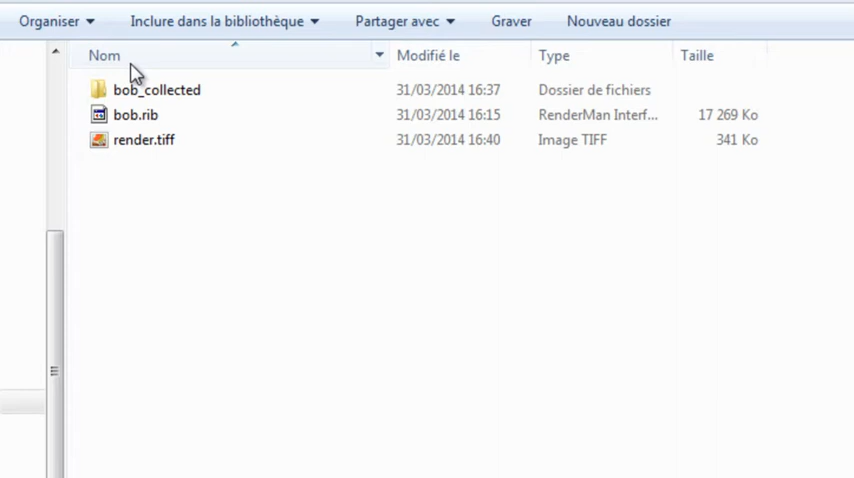 Organiser Inclure dans la bibliothèque Partager avec Graver Nouveau dossier
Nom Modifié le Type Taille
bob_collected 31/03/2014 16:37 Dossier de fichiers
bob.rib 31/03/2014 16:15 RenderMan Interf... 17 269 Ko
render.tiff 31/03/2014 16:40 Image TIFF 341 Ko